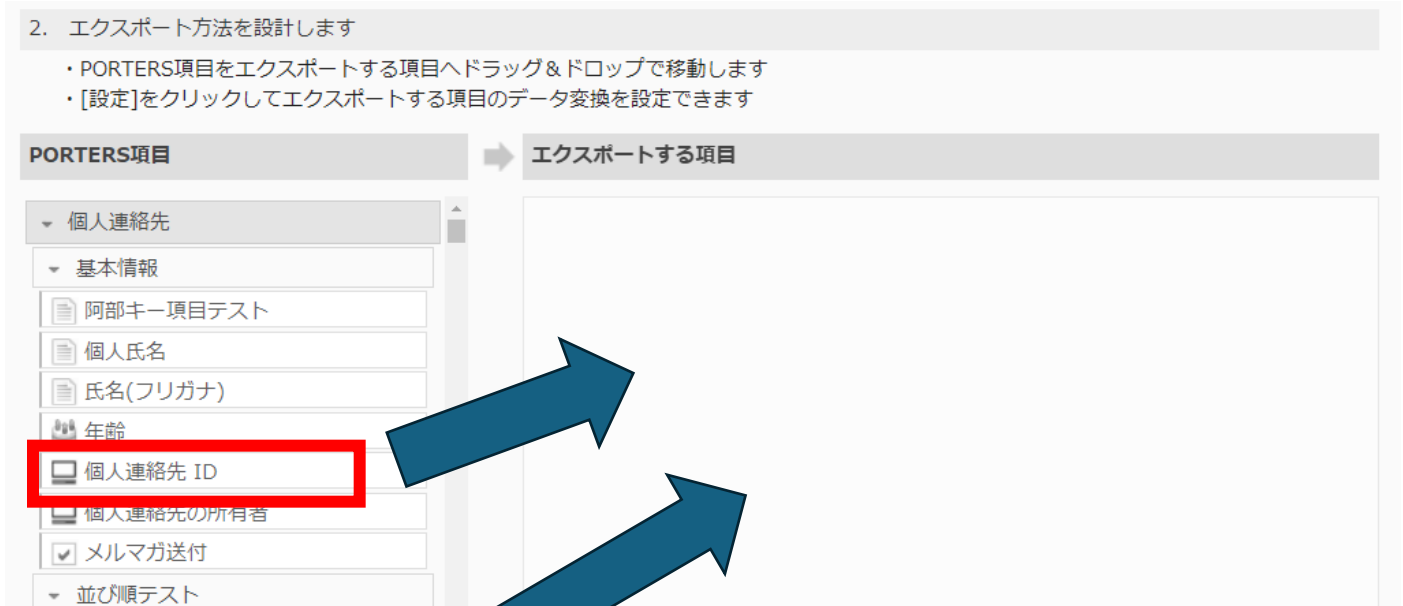 2. エクスポート方法を設計します
・PORTERS項目をエクスポートする項目へドラッグ&ドロップで移動します
・[設定]をクリックしてエクスポートする項目のデータ変換を設定できます
PORTERS項目
エクスポートする項目
個人連絡先
基本情報
阿部キー項目テスト
個人氏名
氏名(フリガナ)
年齢
個人連絡先 ID
個人連絡先の所有者
メルマガ送付
並び順テスト